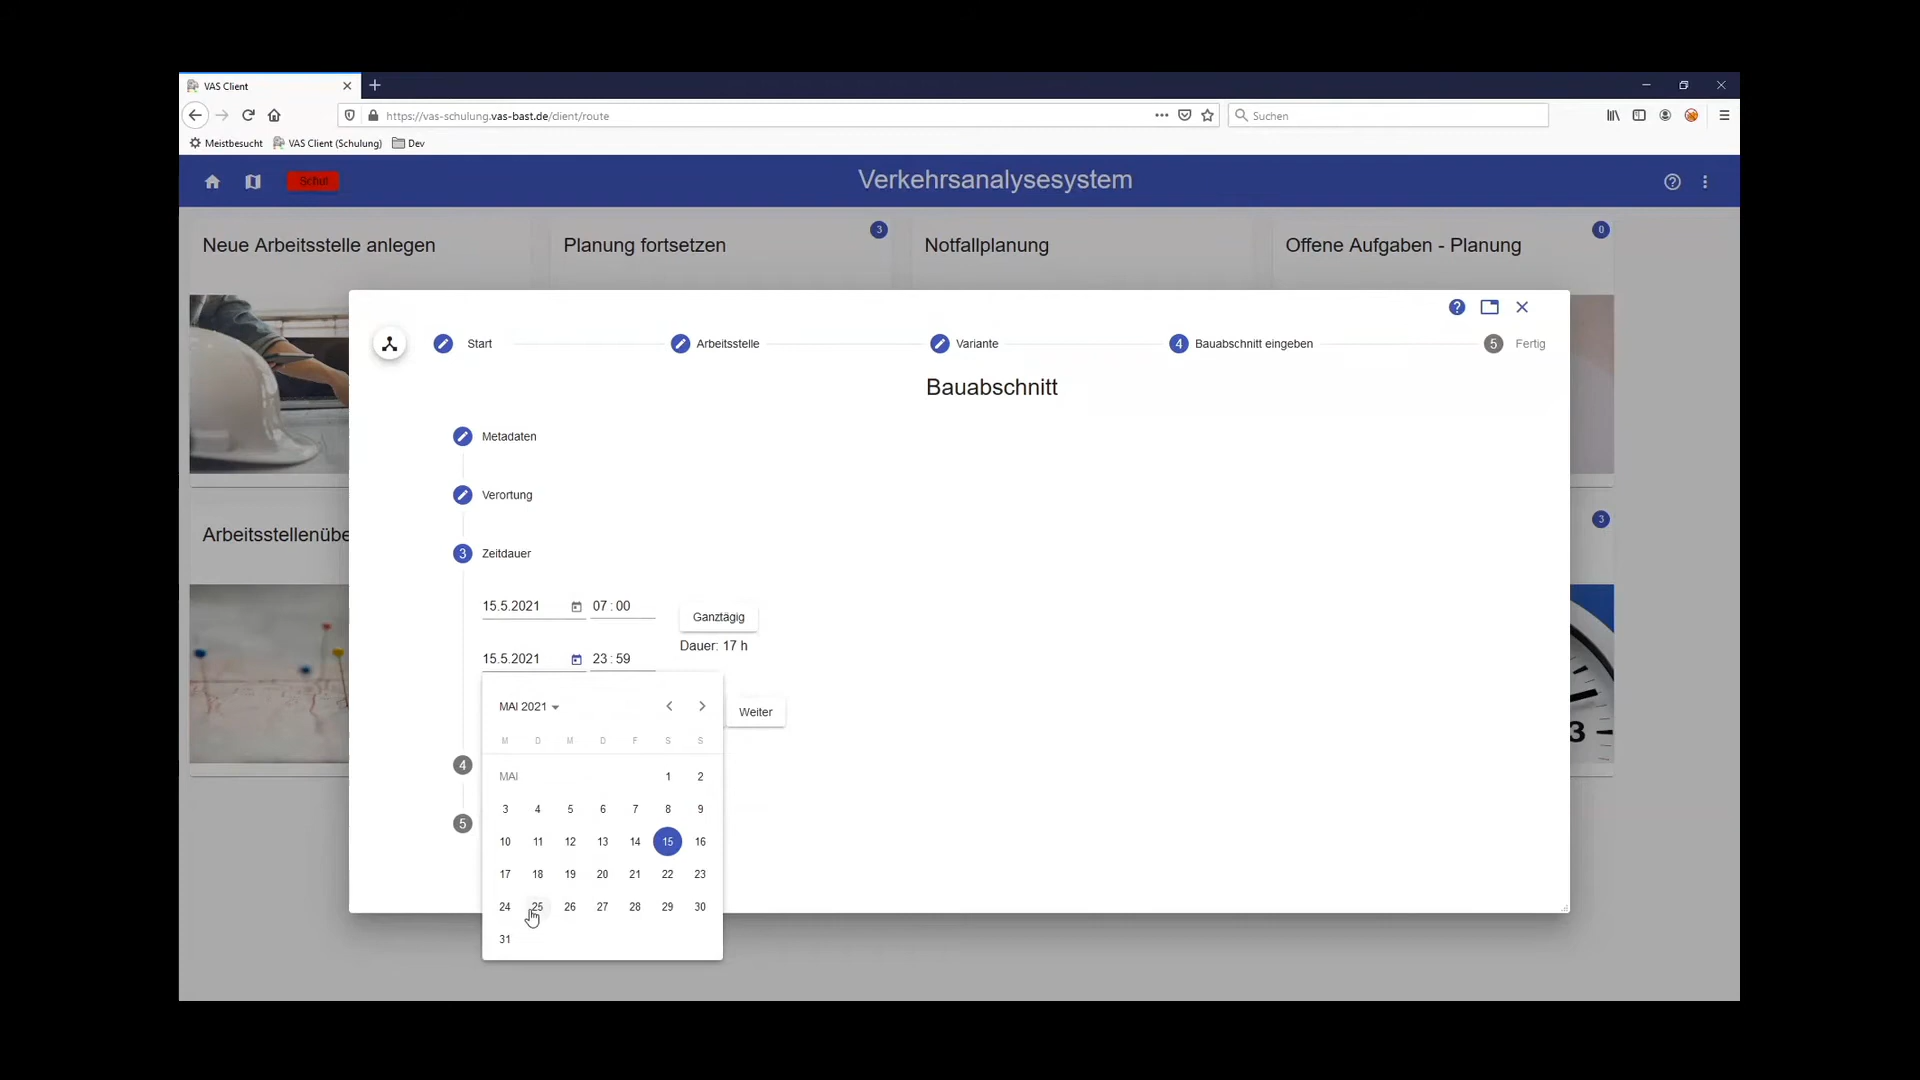 VAS Client
https://vas-schulung.vas-bast.de/client/route
Suchen
Meistbesucht
VAS Client (Schulung)
Dev
Schul
Verkehrsanalysesystem
Neue Arbeitsstelle anlegen
Planung fortsetzen
3
Notfallplanung
Offene Aufgaben - Planung
0
Start
Arbeitsstelle
Variante
4 Bauabschnitt eingeben
5 Fertig
Bauabschnitt
Metadaten
Verortung
3 Zeitdauer
Arbeitsstellenübe
3
15.5.2021 07 : 00
Ganztägig
Dauer: 17 h
15.5.2021 23 : 59
MAI 2021
Weiter
M D M D F S S
4
MAI 1 2
3 4 5 6 7 8 9
5
10 11 12 13 14 15 16
17 18 19 20 21 22 23
24 25 26 27 28 29 30
31
3